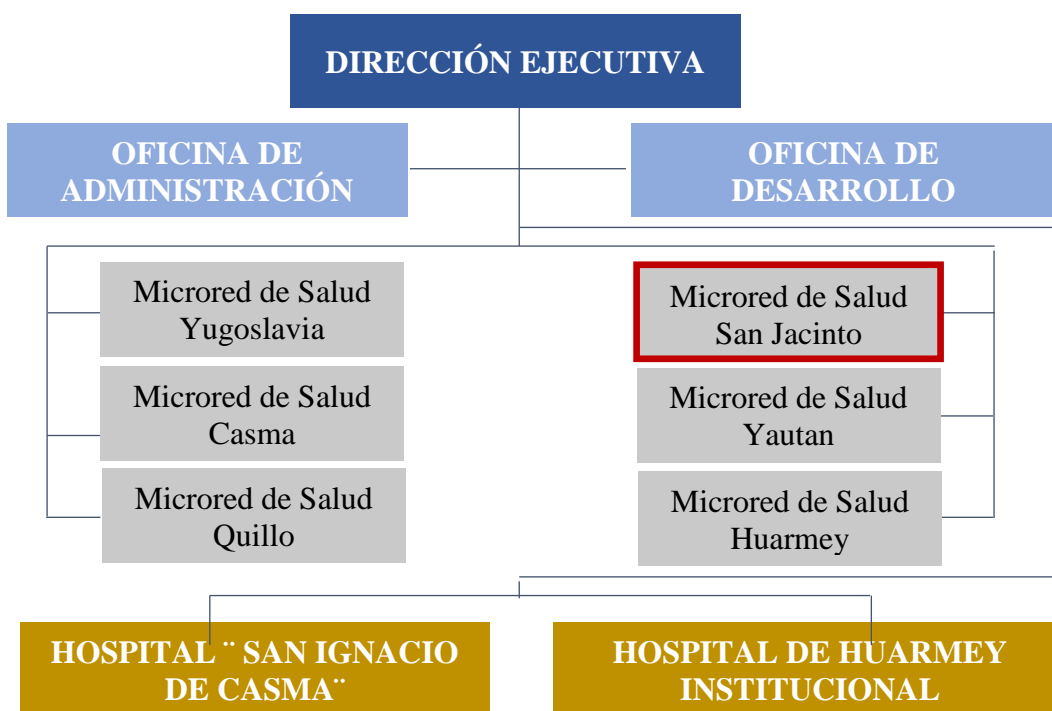 DIRECCIÓN EJECUTIVA
OFICINA DE
ADMINISTRACIÓN
OFICINA DE
DESARROLLO
Microred de Salud
Yugoslavia
Microred de Salud
San Jacinto
Microred de Salud
Casma
Microred de Salud
Yautan
Microred de Salud
Quillo
Microred de Salud
Huarmey
HOSPITAL ¨ SAN IGNACIO
DE CASMA¨
HOSPITAL DE HUARMEY
INSTITUCIONAL